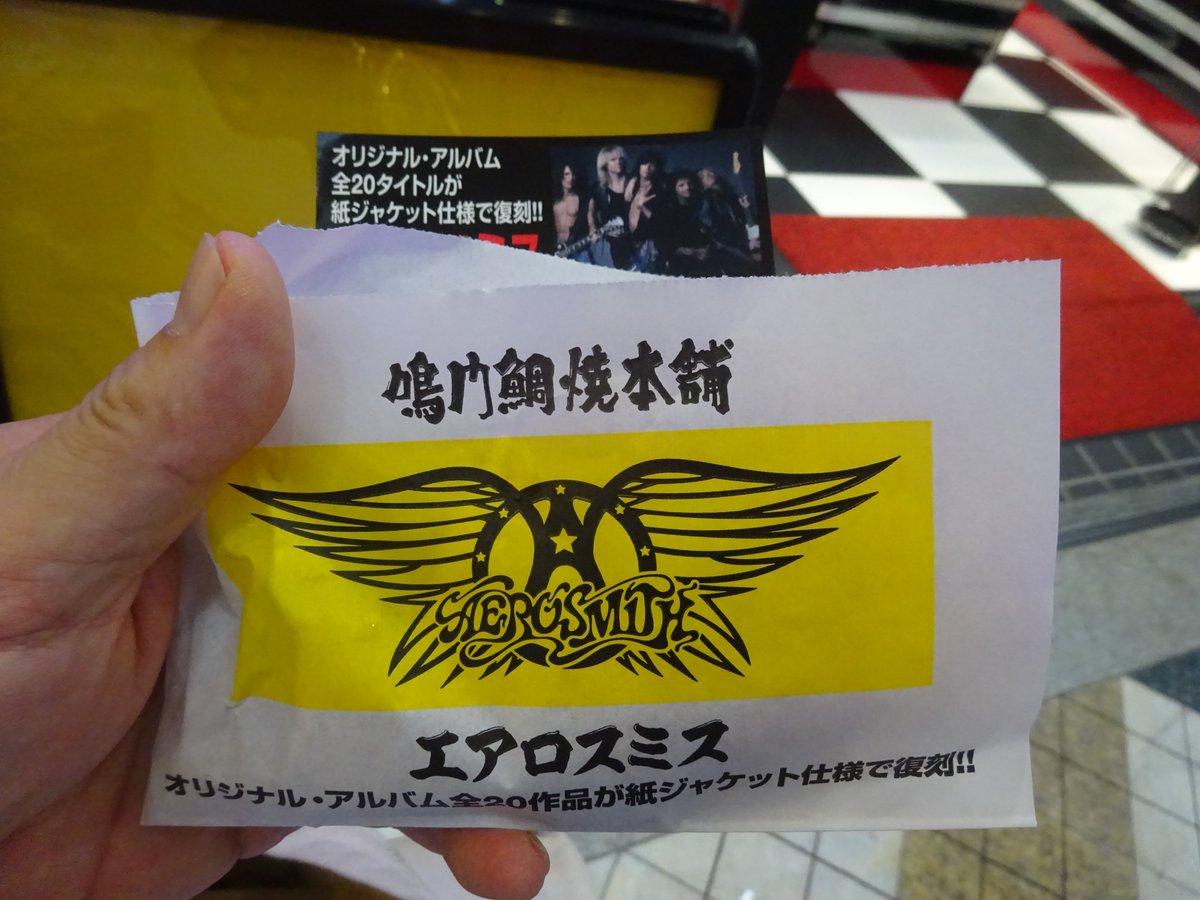 オリジナル・アルバム
全20タイトルが
紙ジャケット仕様で復刻!!
鳴門鯛焼本舗
AEROSMITH
エアロスミス
オリジナル・アルバム全20作品が紙ジャケット仕様で復刻!!